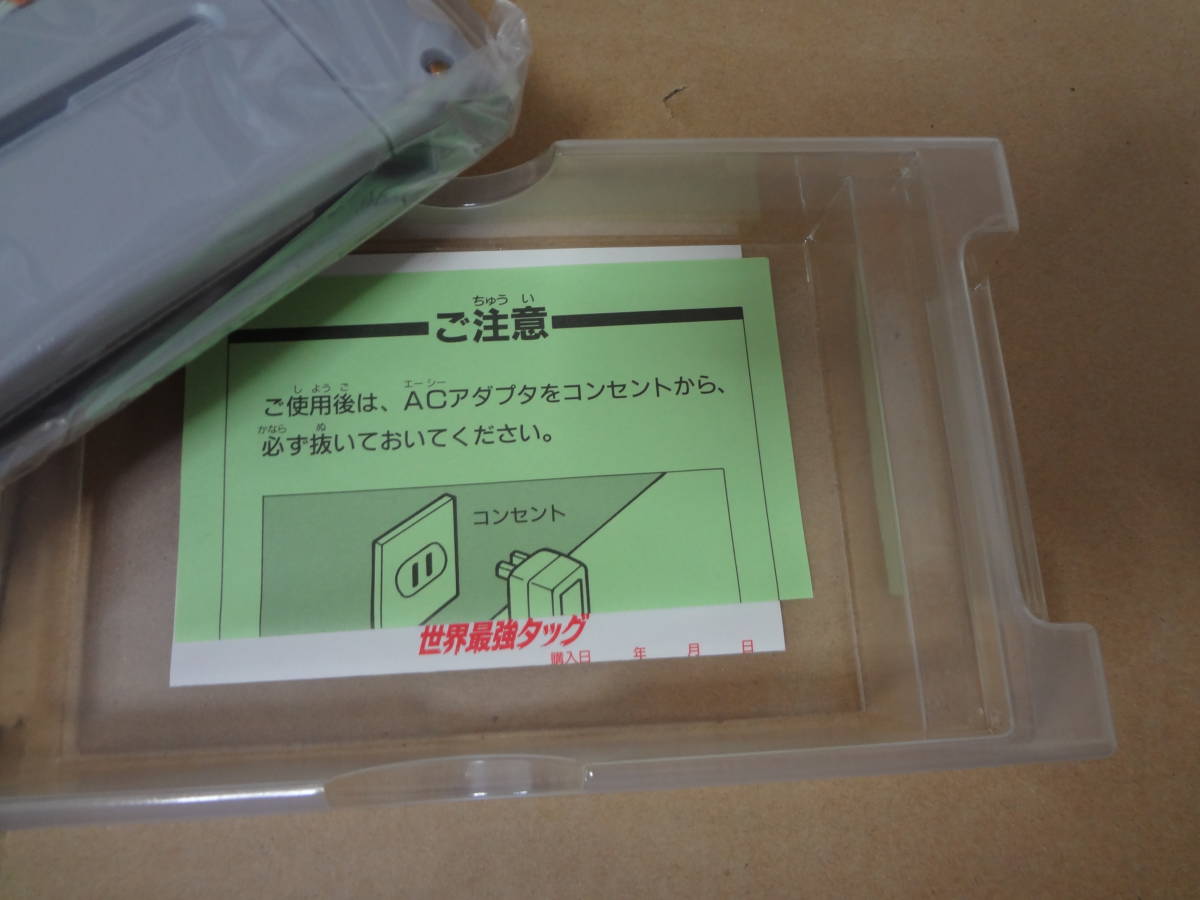 ちゅうい
ご注意
しようご エーシー
ご使用後は、ACアダプタをコンセントから、
かなら ぬ
必ず抜いておいてください。
コンセント
世界最強タッグ
購入日 年 月 日